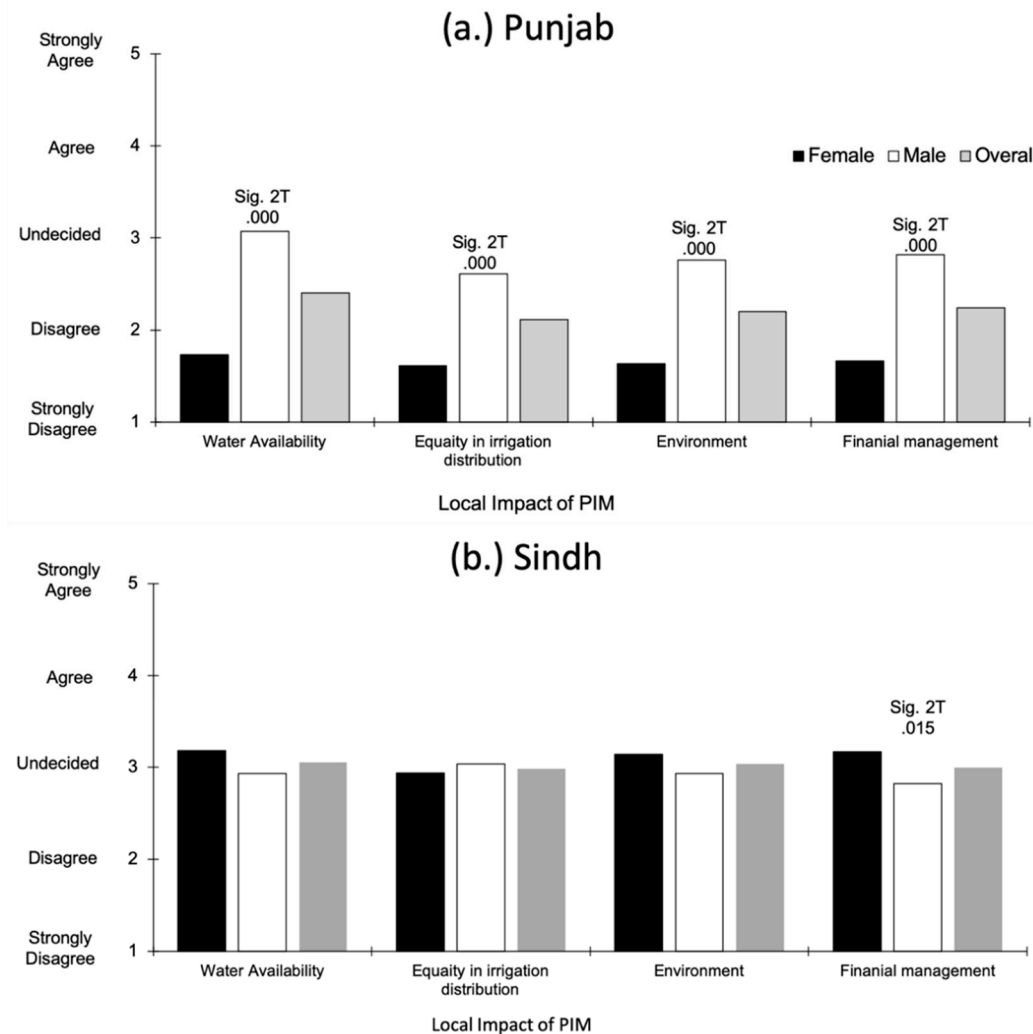 (a.) Punjab
Strongly
Agree
5
Agree
4
Female Male Overal
Sig. 2T
.000
Sig. 2T
.000
Sig. 2T
.000
Sig. 2T
.000
Undecided
3
Disagree
2
Strongly
Disagree
1
Water Availability
Equity in irrigation
distribution
Environment
Finanial management
Local Impact of PIM
(b.) Sindh
Strongly
Agree
5
Agree
4
Sig. 2T
.015
Undecided
3
Disagree
2
Strongly
Disagree
1
Water Availability
Equity in irrigation
distribution
Environment
Finanial management
Local Impact of PIM